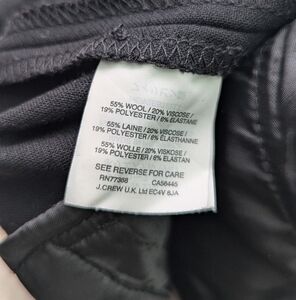 55% WOOL / 20% VISCOSE /
19% POLYESTER / 6% ELASTANE
55% LAINE / 20% VISCOSE /
19% POLYESTER / 6% ELASTHANNE
55% WOLLE / 20% VISKOSE /
19% POLYESTER / 6% ELASTAN
SEE REVERSE FOR CARE
RN77388 CA56445
J.CREW U.K. Ltd EC4V 6JA